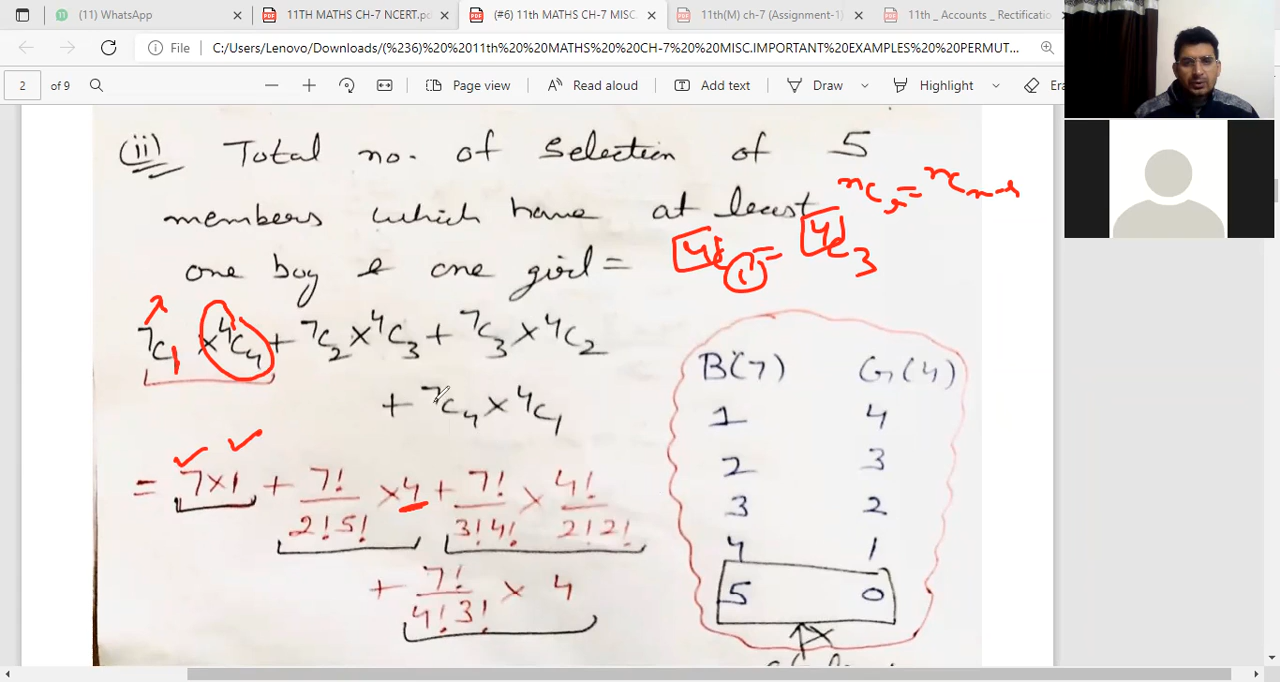 (11) WhatsApp
11TH MATHS CH-7 NCERT.pd
(#6) 11th MATHS CH-7 MISC.
11th(M) ch-7 (Assignment-1)
11th _ Accounts _ Rectificatio
File C:/Users/Lenovo/Downloads/(%236)%20%2011th%20%20MATHS%20%20CH-7%20%20MISC.IMPORTANT%20EXAMPLES%20%20PERMUT...
2 of 9 Page view Read aloud Add text Draw Highlight Era
(ii) Total no. of selection of 5
members which have at least
one boy & one girl =
ⁿCᵣ = ⁿCₙ₋ᵣ
⁴C₁ = ⁴C₃
⁷C₁ × ⁴C₄ + ⁷C₂ × ⁴C₃ + ⁷C₃ × ⁴C₂
+ ⁷C₄ × ⁴C₁
= 7×1 + 7!/2!5! × 4 + 7!/3!4! × 4!/2!2!
+ 7!/4!3! × 4
B(7) G(4)
1 4
2 3
3 2
4 1
5 0